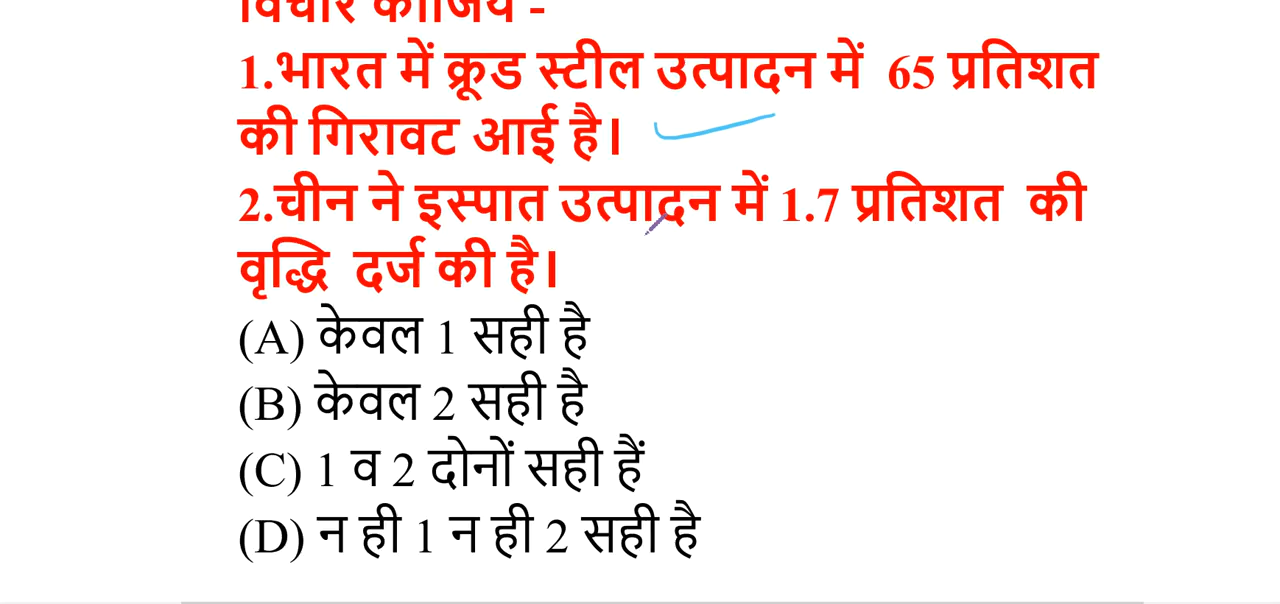 विचार कीजिये -
1.भारत में क्रूड स्टील उत्पादन में 65 प्रतिशत
की गिरावट आई है।
2.चीन ने इस्पात उत्पादन में 1.7 प्रतिशत की
वृद्धि दर्ज की है।
(A) केवल 1 सही है
(B) केवल 2 सही है
(C) 1 व 2 दोनों सही हैं
(D) न ही 1 न ही 2 सही है